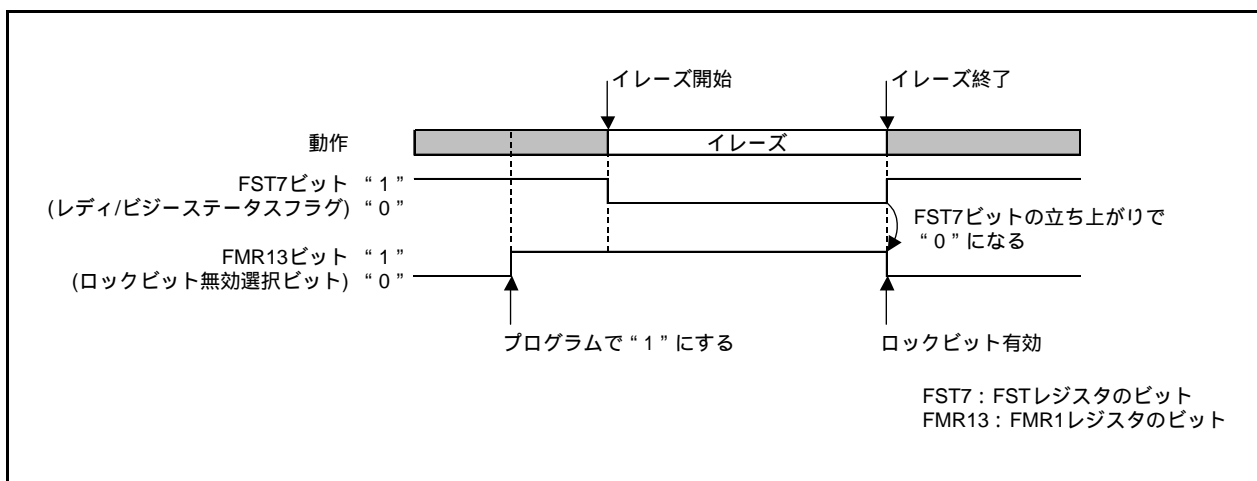 イレーズ開始 イレーズ終了
動作 イレーズ
FST7ビット “1”
(レディ/ビジーステータスフラグ) “0”
FST7ビットの立ち上がりで
“0”になる
FMR13ビット “1”
(ロックビット無効選択ビット) “0”
プログラムで“1”にする ロックビット有効
FST7:FSTレジスタのビット
FMR13:FMR1レジスタのビット